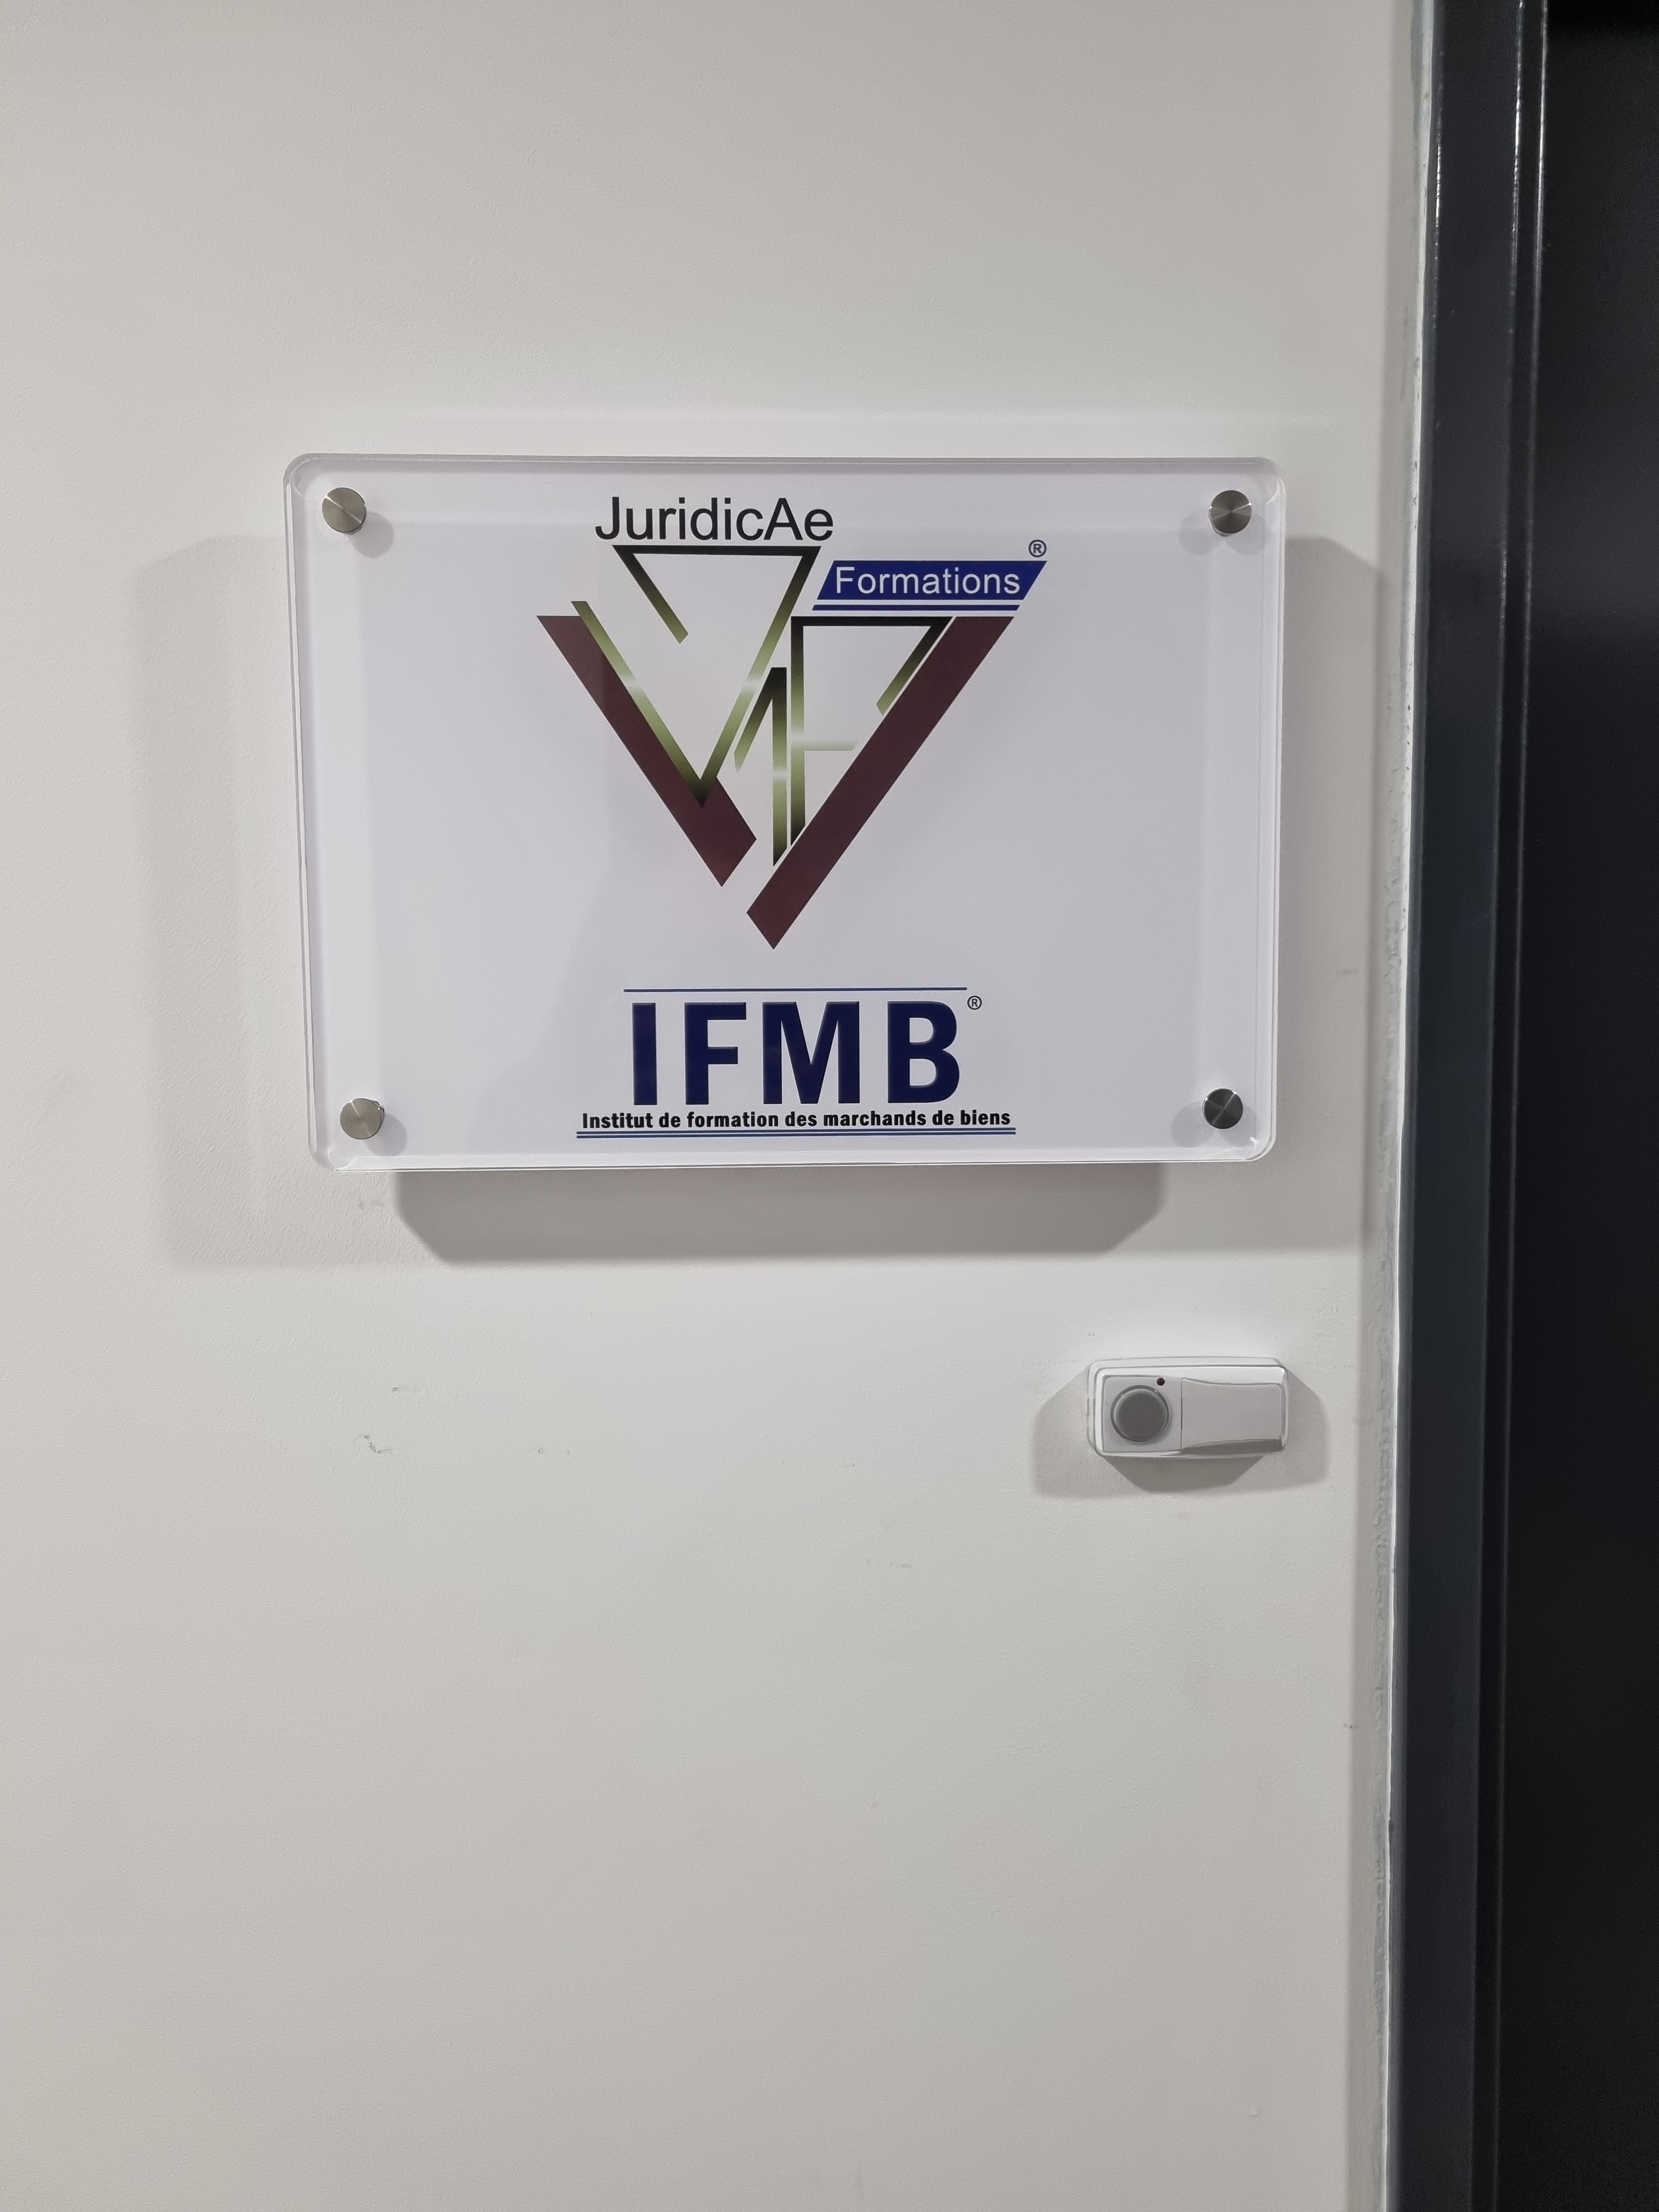 JuridicAe
Formations ®
IFMB®
Institut de formation des marchands de biens